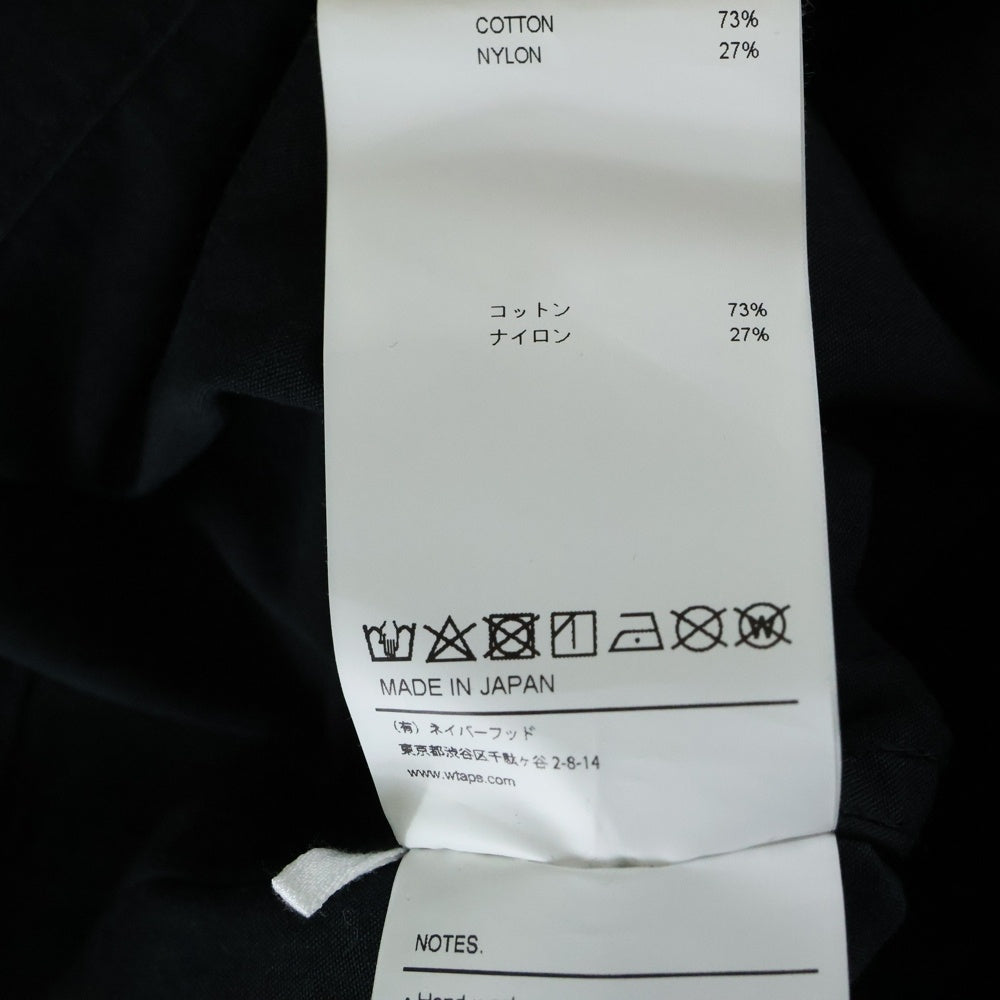 COTTON 73%
NYLON 27%
コットン 73%
ナイロン 27%
MADE IN JAPAN
(有) ネイバーフッド
東京都渋谷区千駄ヶ谷 2-8-14
www.wtaps.com
NOTES.